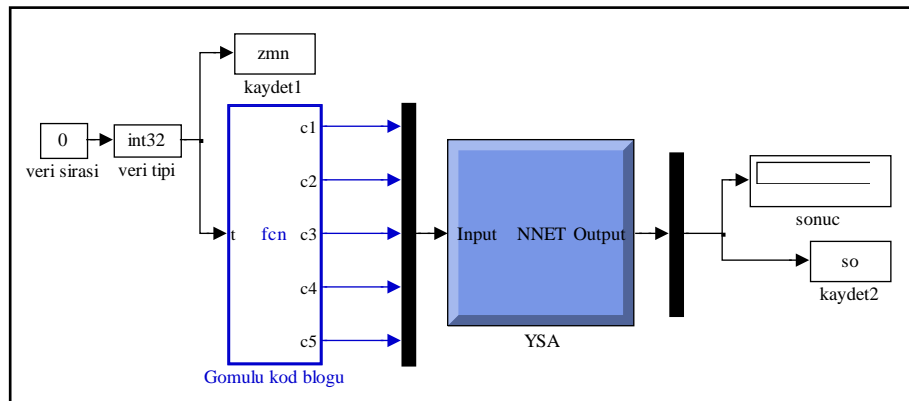 zmn
kaydet1
0
veri sirasi
int32
veri tipi
t
fcn
c1
c2
c3
c4
c5
Gomulu kod blogu
Input
NNET
Output
YSA
sonuc
so
kaydet2